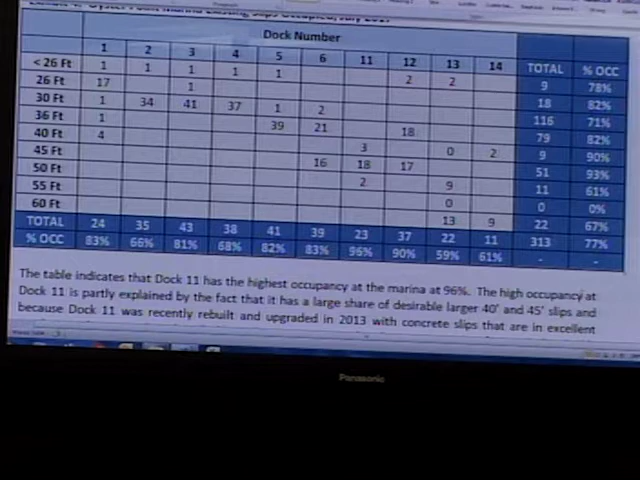 Dock Number
1 2 3 4 5 6 11 12 13 14 TOTAL % OCC
< 26 Ft 1 1 1 1 1 2 2 9 78%
26 Ft 17 1 18 82%
30 Ft 1 34 41 37 1 2 116 71%
36 Ft 1 39 21 18 79 82%
40 Ft 4 3 0 2 9 90%
45 Ft 16 18 17 51 93%
50 Ft 2 9 11 61%
55 Ft 0 0 0%
60 Ft 13 9 22 67%
TOTAL 24 35 43 38 41 39 23 37 22 11 313 77%
% OCC 83% 66% 81% 68% 82% 83% 96% 90% 59% 61% - -
The table indicates that Dock 11 has the highest occupancy at the marina at 96%. The high occupancy at
Dock 11 is partly explained by the fact that it has a large share of desirable larger 40' and 45' slips and
because Dock 11 was recently rebuilt and upgraded in 2013 with concrete slips that are in excellent
Panasonic